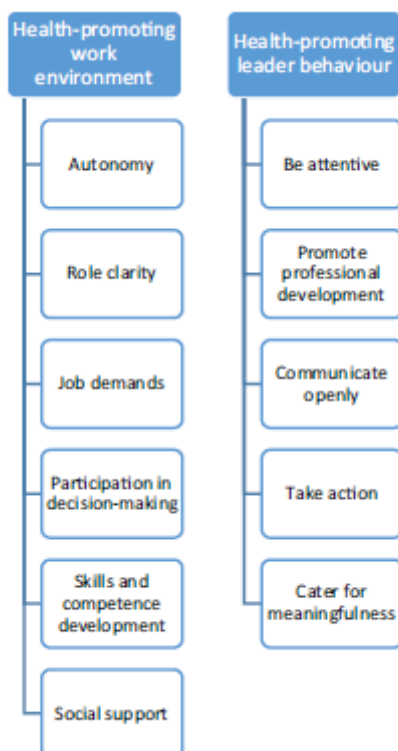 Health-promoting
work
environment
Autonomy
Role clarity
Job demands
Participation in
decision-making
Skills and
competence
development
Social support
Health-promoting
leader behaviour
Be attentive
Promote
professional
development
Communicate
openly
Take action
Cater for
meaningfulness